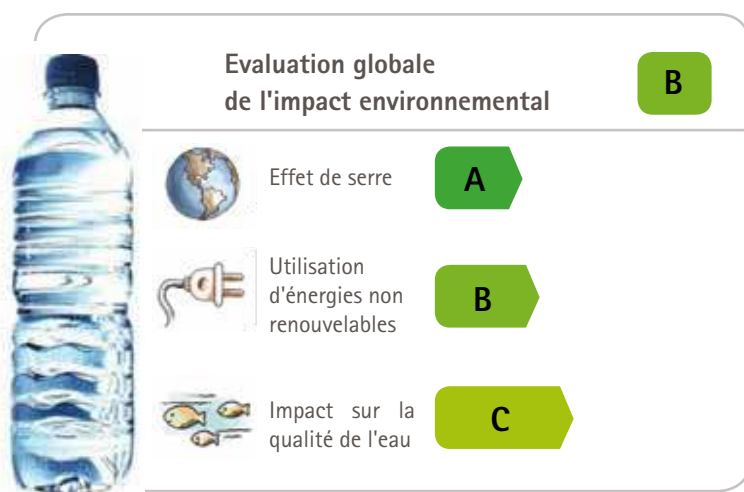 Evaluation globale
de l'impact environnemental
B
Effet de serre
A
Utilisation
d'énergies non
renouvelables
B
Impact sur la
qualité de l'eau
C